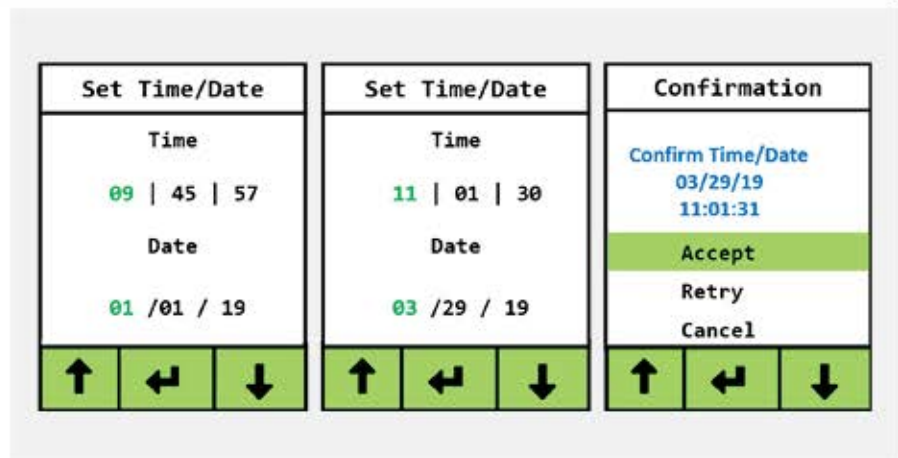 Set Time/Date
Time
09 | 45 | 57
Date
01 /01 / 19
Set Time/Date
Time
11 | 01 | 30
Date
03 /29 / 19
Confirmation
Confirm Time/Date
03/29/19
11:01:31
Accept
Retry
Cancel